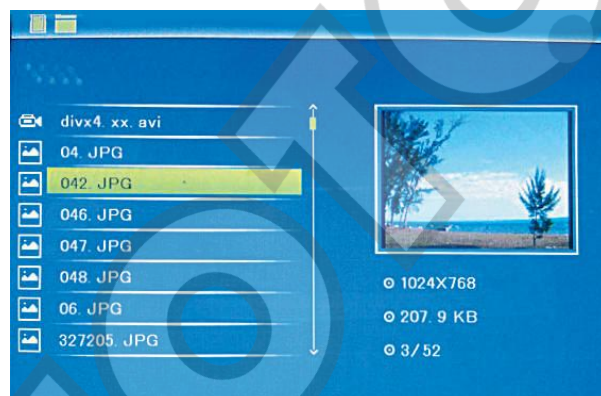 divx4. xx. avi
04. JPG
042. JPG
046. JPG
047. JPG
048. JPG
06. JPG
327205. JPG
1024X768
207. 9 KB
3/52